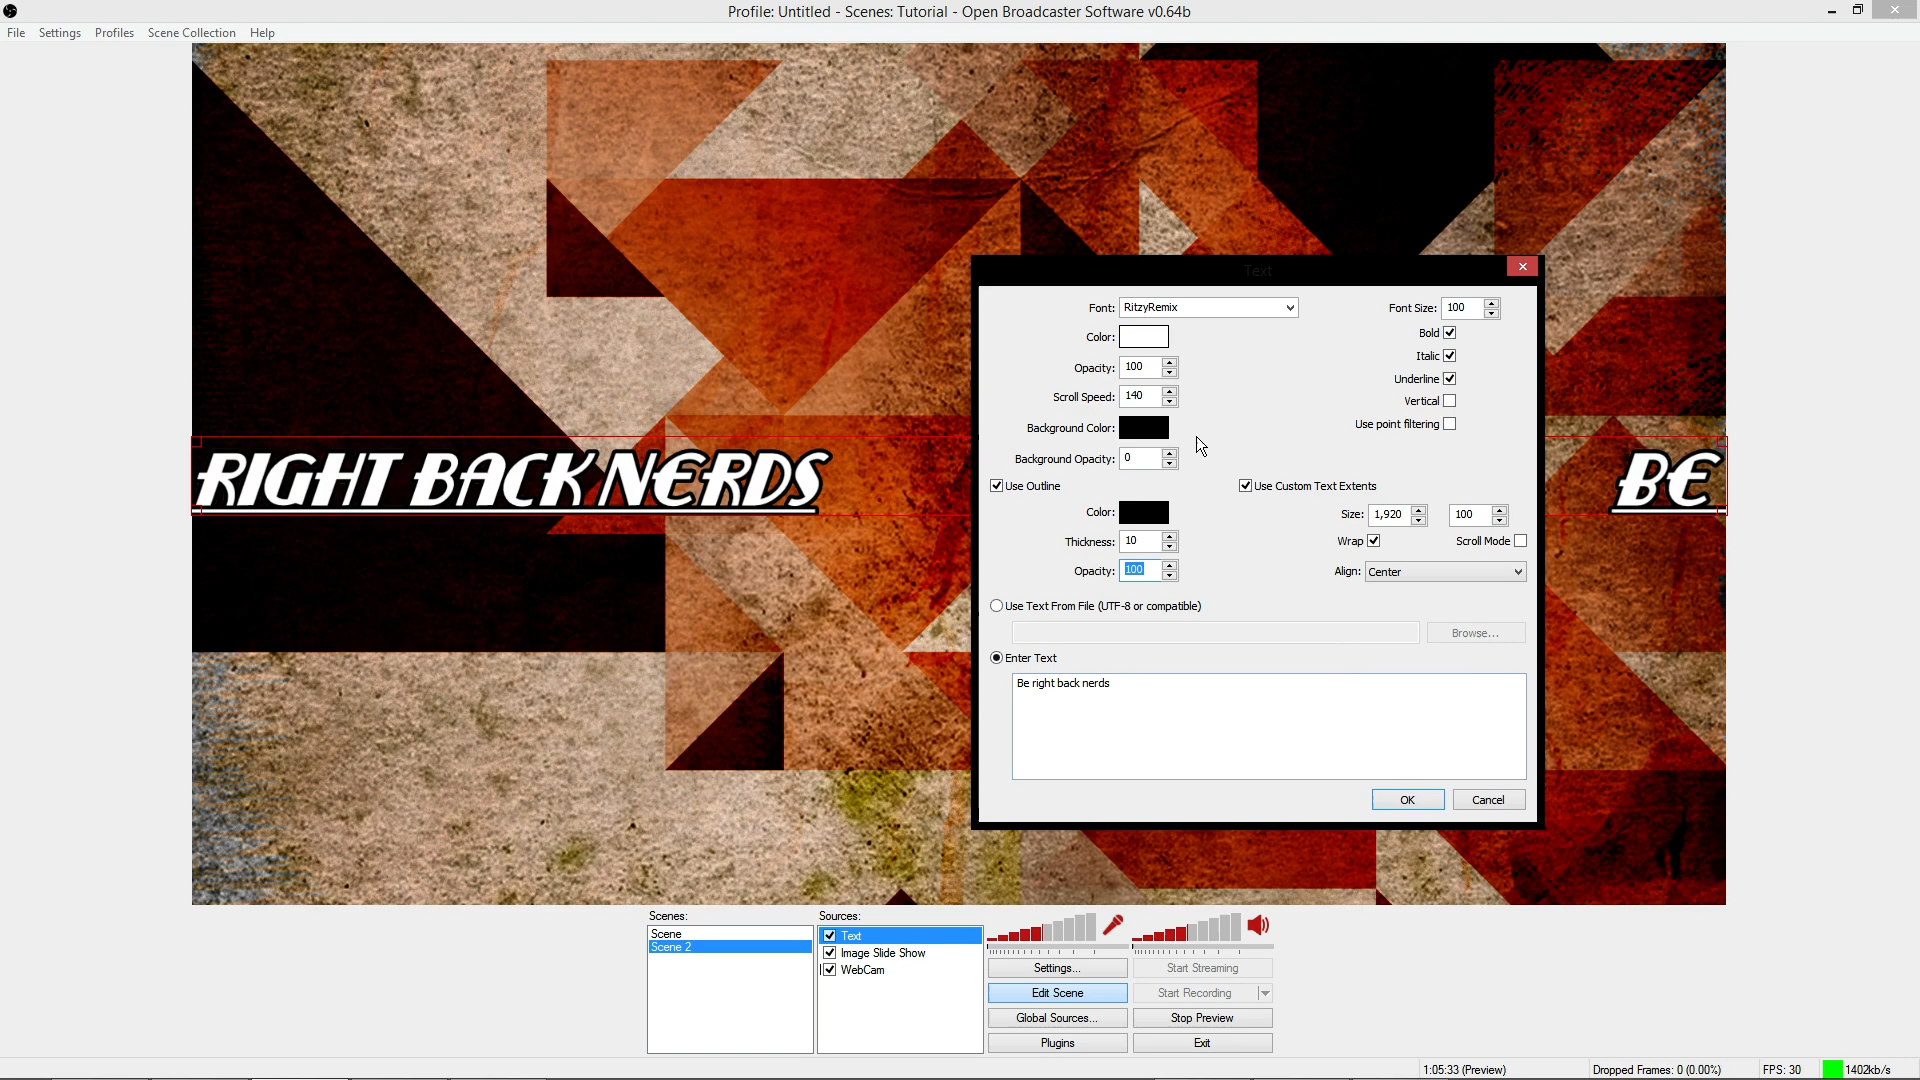 Profile: Untitled - Scenes: Tutorial - Open Broadcaster Software v0.64b
File Settings Profiles Scene Collection Help
RIGHT BACK NERDS
BE
Text
Font: RitzyRemix
Font Size: 100
Color:
Bold
Italic
Opacity: 100
Underline
Scroll Speed: 140
Vertical
Background Color:
Use point filtering
Background Opacity: 0
Use Outline
Use Custom Text Extents
Color:
Size: 1,920 100
Thickness: 10
Wrap
Scroll Mode
Opacity: 100
Align: Center
Use Text From File (UTF-8 or compatible)
Browse...
Enter Text
Be right back nerds
OK
Cancel
Scenes:
Scene
Scene 2
Sources:
Text
Image Slide Show
WebCam
Settings...
Start Streaming
Edit Scene
Start Recording
Global Sources...
Stop Preview
Plugins
Exit
1:05:33 (Preview)
Dropped Frames: 0 (0.00%)
FPS: 30
1402kb/s